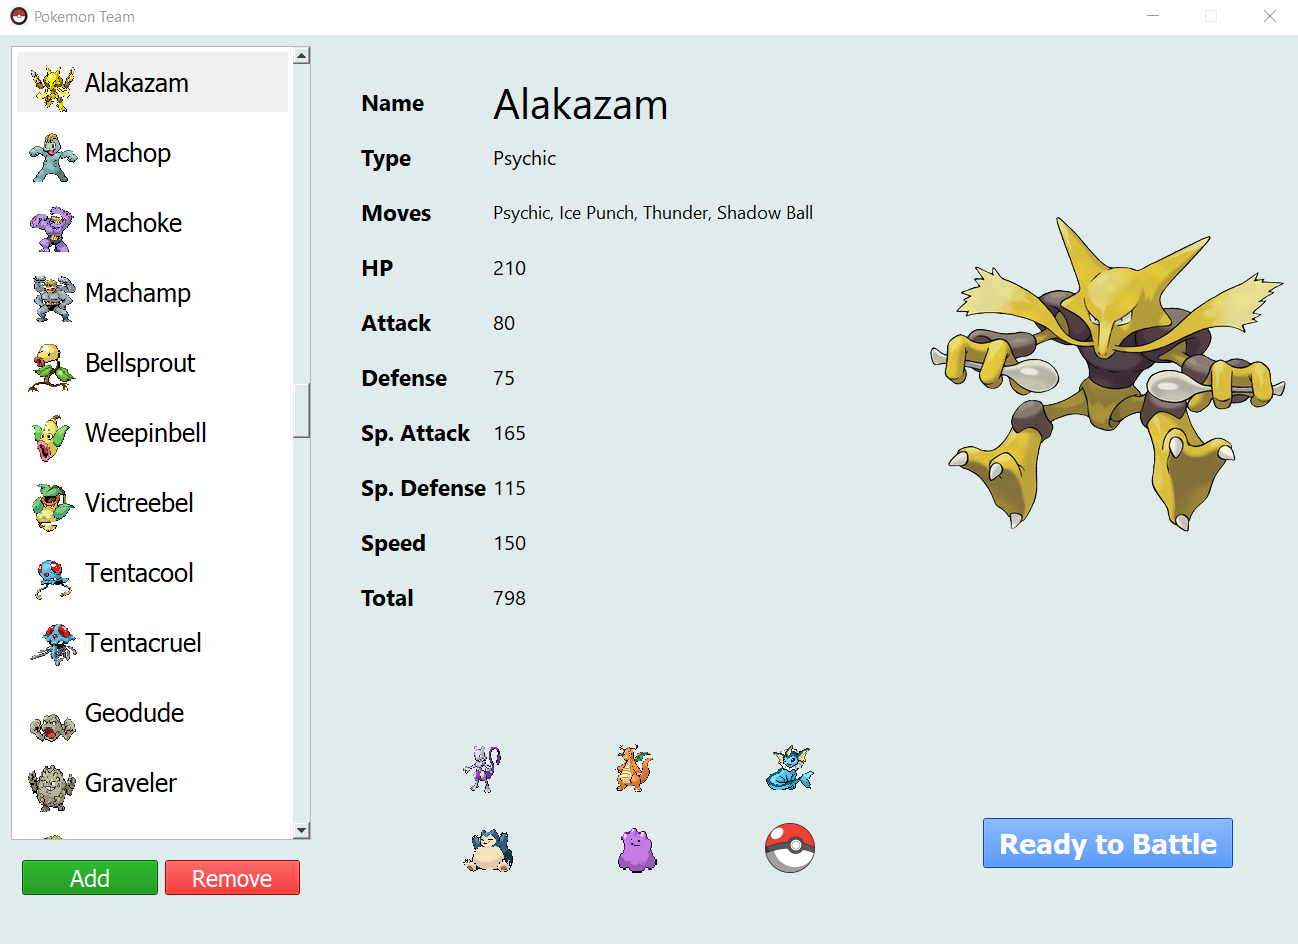 Pokemon Team
Alakazam
Machop
Machoke
Machamp
Bellsprout
Weepinbell
Victreebel
Tentacool
Tentacruel
Geodude
Graveler
Add Remove
Name Alakazam
Type Psychic
Moves Psychic, Ice Punch, Thunder, Shadow Ball
HP 210
Attack 80
Defense 75
Sp. Attack 165
Sp. Defense 115
Speed 150
Total 798
Ready to Battle